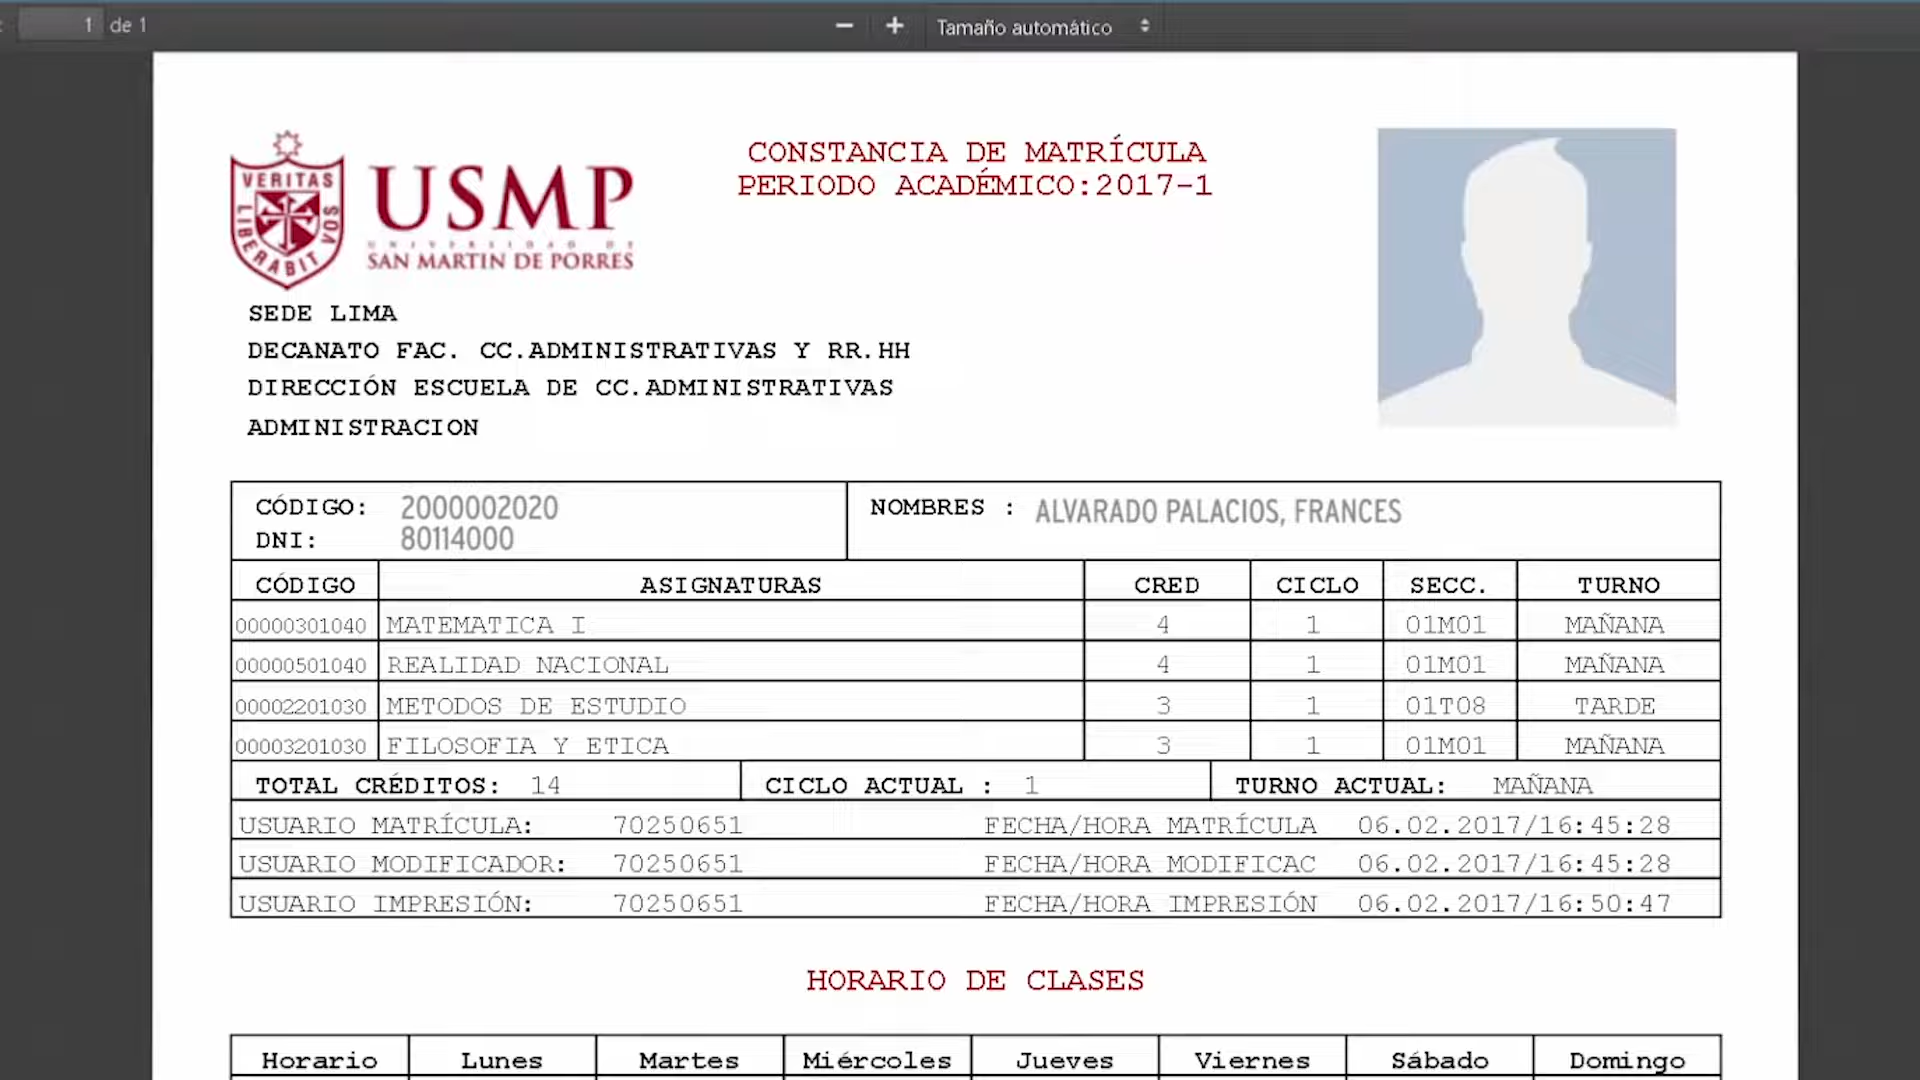 1 de 1 Tamaño automático
VERITAS LIBERABIT VOS
USMP
UNIVERSIDAD DE
SAN MARTIN DE PORRES
CONSTANCIA DE MATRÍCULA
PERIODO ACADÉMICO:2017-1
SEDE LIMA
DECANATO FAC. CC.ADMINISTRATIVAS Y RR.HH
DIRECCIÓN ESCUELA DE CC.ADMINISTRATIVAS
ADMINISTRACION
CÓDIGO: 2000002020 NOMBRES : ALVARADO PALACIOS, FRANCES
DNI: 80114000
CÓDIGO ASIGNATURAS CRED CICLO SECC. TURNO
00000301040 MATEMATICA I 4 1 01M01 MAÑANA
00000501040 REALIDAD NACIONAL 4 1 01M01 MAÑANA
00002201030 METODOS DE ESTUDIO 3 1 01T08 TARDE
00003201030 FILOSOFIA Y ETICA 3 1 01M01 MAÑANA
TOTAL CRÉDITOS: 14 CICLO ACTUAL : 1 TURNO ACTUAL: MAÑANA
USUARIO MATRÍCULA: 70250651 FECHA/HORA MATRÍCULA 06.02.2017/16:45:28
USUARIO MODIFICADOR: 70250651 FECHA/HORA MODIFICAC 06.02.2017/16:45:28
USUARIO IMPRESIÓN: 70250651 FECHA/HORA IMPRESIÓN 06.02.2017/16:50:47
HORARIO DE CLASES
Horario Lunes Martes Miércoles Jueves Viernes Sábado Domingo